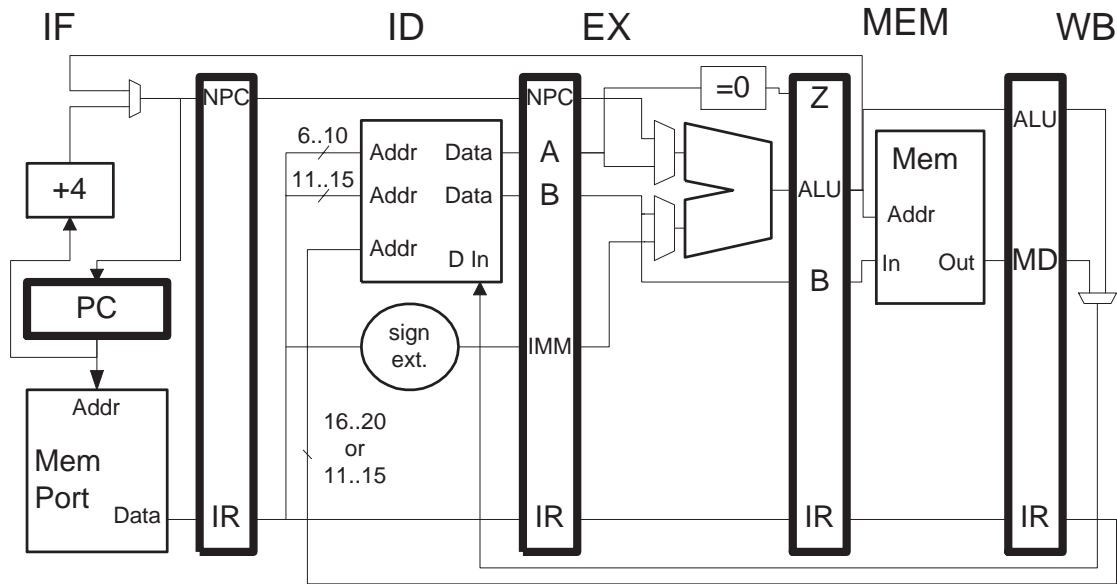 IF
ID
EX
MEM
WB
NPC
NPC
=0
Z
ALU
6..10
Addr
Data
A
Mem
+4
11..15
Addr
Data
B
ALU
Addr
Addr
D In
In
Out
MD
PC
B
sign
ext.
IMM
Addr
Mem
Port
Data
16..20
or
11..15
IR
IR
IR
IR